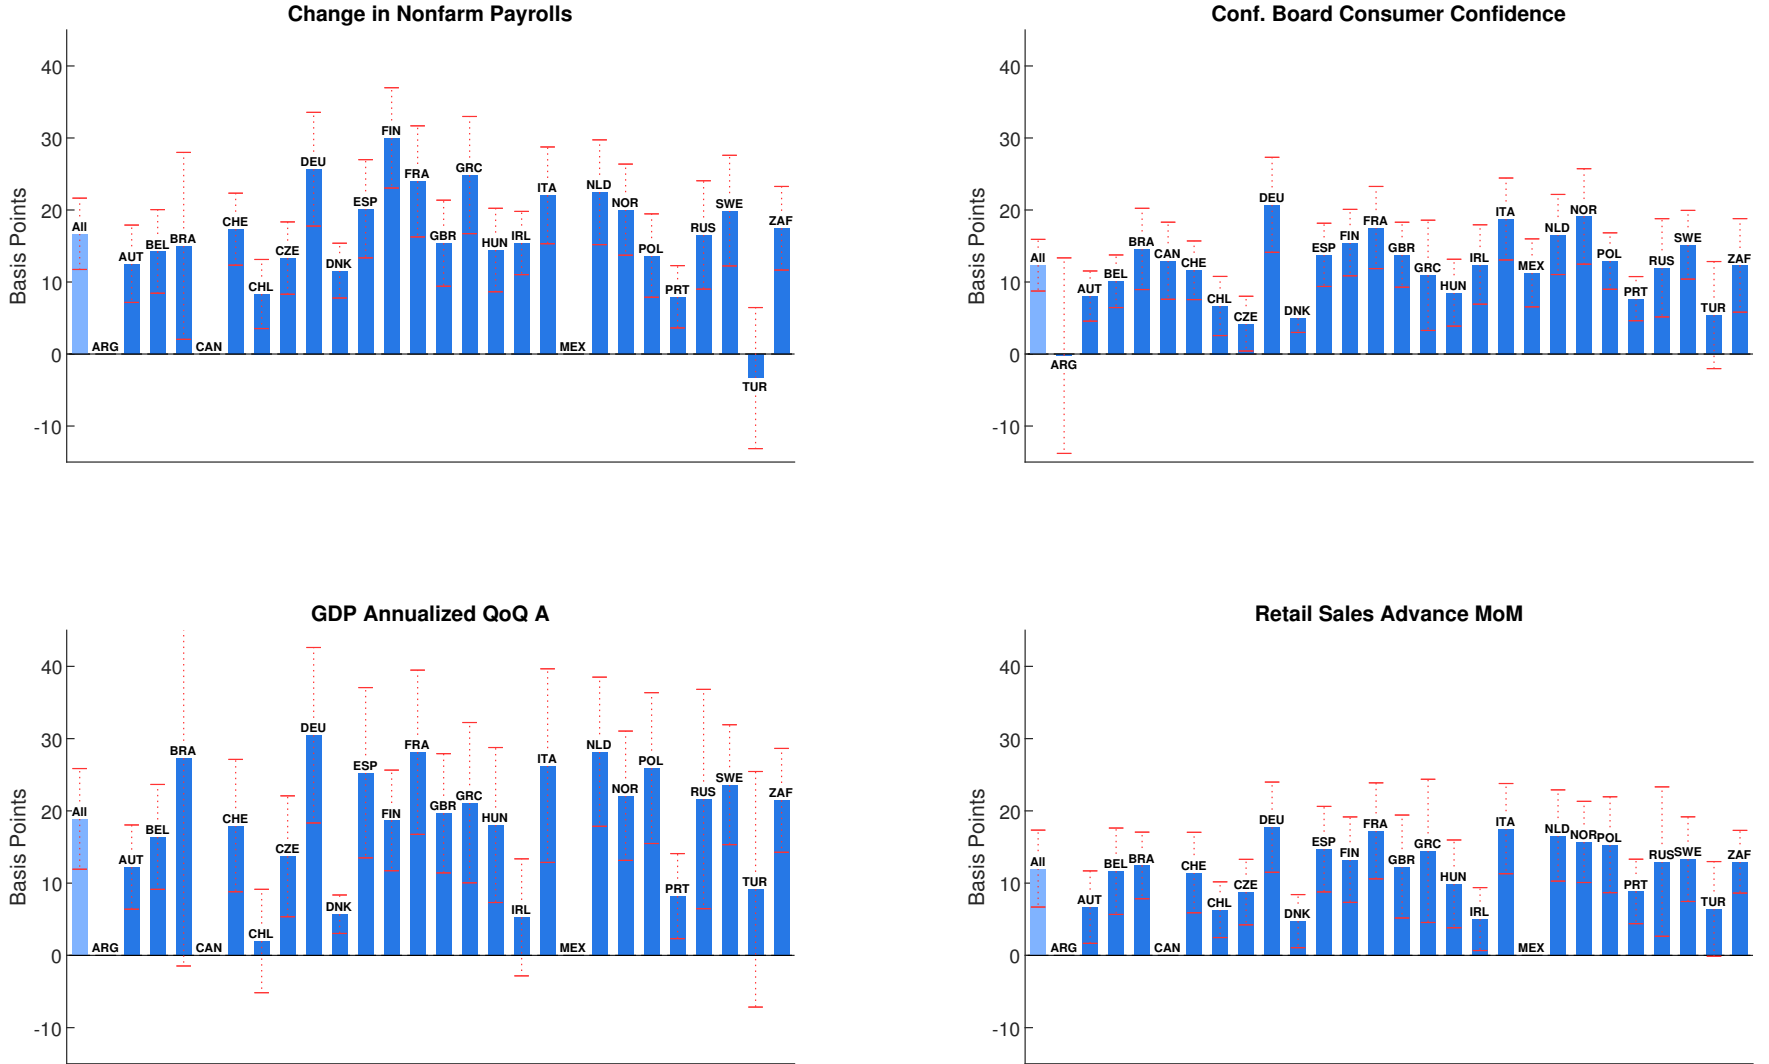 Change in Nonfarm Payrolls
Basis Points
40
30
20
10
0
-10
All
ARG
AUT
BEL
BRA
CAN
CHE
CHL
CZE
DEU
DNK
ESP
FIN
FRA
GBR
GRC
HUN
IRL
ITA
MEX
NLD
NOR
POL
PRT
RUS
SWE
TUR
ZAF
Conf. Board Consumer Confidence
Basis Points
40
30
20
10
0
-10
All
ARG
AUT
BEL
BRA
CAN
CHE
CHL
CZE
DEU
DNK
ESP
FIN
FRA
GBR
GRC
HUN
IRL
ITA
MEX
NLD
NOR
POL
PRT
RUS
SWE
TUR
ZAF
GDP Annualized QoQ A
Basis Points
40
30
20
10
0
-10
All
ARG
AUT
BEL
BRA
CAN
CHE
CHL
CZE
DEU
DNK
ESP
FIN
FRA
GBR
GRC
HUN
IRL
ITA
MEX
NLD
NOR
POL
PRT
RUS
SWE
TUR
ZAF
Retail Sales Advance MoM
Basis Points
40
30
20
10
0
-10
All
ARG
AUT
BEL
BRA
CAN
CHE
CHL
CZE
DEU
DNK
ESP
FIN
FRA
GBR
GRC
HUN
IRL
ITA
MEX
NLD
NOR
POL
PRT
RUS
SWE
TUR
ZAF